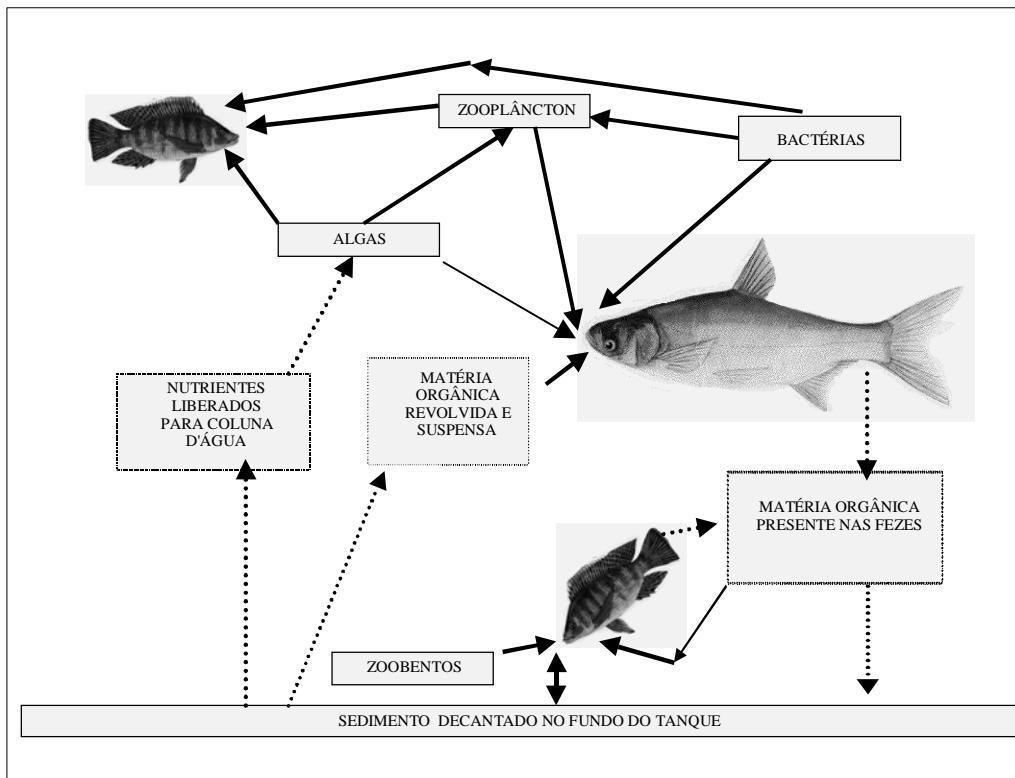 ZOOPLÂNCTON
BACTÉRIAS
ALGAS
NUTRIENTES
LIBERADOS
PARA COLUNA
D'ÁGUA
MATÉRIA
ORGÂNICA
REVOLVIDA E
SUSPENSA
MATÉRIA ORGÂNICA
PRESENTE NAS FEZES
ZOOBENTOS
SEDIMENTO DECANTADO NO FUNDO DO TANQUE